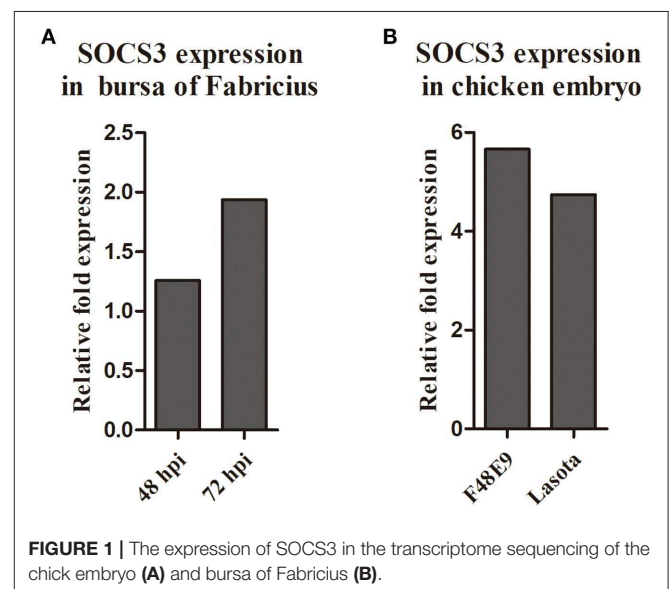 A
SOCS3 expression
in bursa of Fabricius
Relative fold expression
2.5
2.0
1.5
1.0
0.5
0.0
48 hpi
72 hpi
B
SOCS3 expression
in chicken embryo
Relative fold expression
6
4
2
0
F48E9
Lasota
FIGURE 1 | The expression of SOCS3 in the transcriptome sequencing of the
chick embryo (A) and bursa of Fabricius (B).